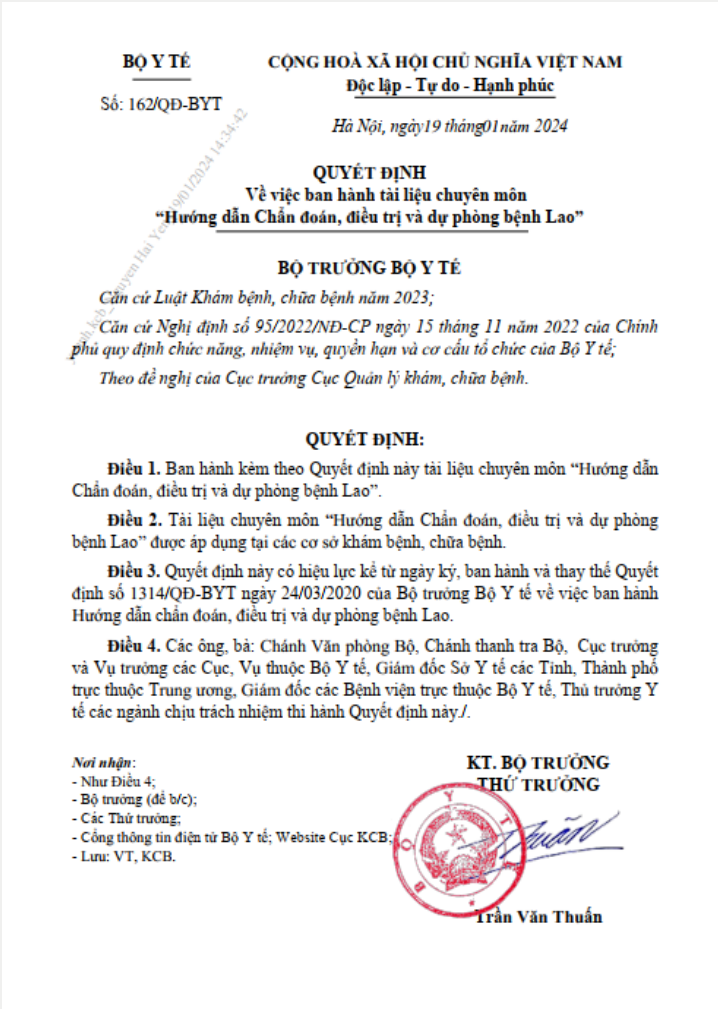 BỘ Y TẾ
CỘNG HOÀ XÃ HỘI CHỦ NGHĨA VIỆT NAM
Độc lập - Tự do - Hạnh phúc
Số: 162/QĐ-BYT
Hà Nội, ngày19 tháng01năm 2024
QUYẾT ĐỊNH
Về việc ban hành tài liệu chuyên môn
“Hướng dẫn Chẩn đoán, điều trị và dự phòng bệnh Lao”
BỘ TRƯỞNG BỘ Y TẾ
Căn cứ Luật Khám bệnh, chữa bệnh năm 2023;
Căn cứ Nghị định số 95/2022/NĐ-CP ngày 15 tháng 11 năm 2022 của Chính
phủ quy định chức năng, nhiệm vụ, quyền hạn và cơ cấu tổ chức của Bộ Y tế;
Theo đề nghị của Cục trưởng Cục Quản lý khám, chữa bệnh.
QUYẾT ĐỊNH:
Điều 1. Ban hành kèm theo Quyết định này tài liệu chuyên môn “Hướng dẫn
Chẩn đoán, điều trị và dự phòng bệnh Lao”.
Điều 2. Tài liệu chuyên môn “Hướng dẫn Chẩn đoán, điều trị và dự phòng
bệnh Lao” được áp dụng tại các cơ sở khám bệnh, chữa bệnh.
Điều 3. Quyết định này có hiệu lực kể từ ngày ký, ban hành và thay thế Quyết
định số 1314/QĐ-BYT ngày 24/03/2020 của Bộ trưởng Bộ Y tế về việc ban hành
Hướng dẫn chẩn đoán, điều trị và dự phòng bệnh Lao.
Điều 4. Các ông, bà: Chánh Văn phòng Bộ, Chánh thanh tra Bộ, Cục trưởng
và Vụ trưởng các Cục, Vụ thuộc Bộ Y tế, Giám đốc Sở Y tế các Tỉnh, Thành phố
trực thuộc Trung ương, Giám đốc các Bệnh viện trực thuộc Bộ Y tế, Thủ trưởng Y
tế các ngành chịu trách nhiệm thi hành Quyết định này./.
Nơi nhận:
- Như Điều 4;
- Bộ trưởng (để b/c);
- Các Thứ trưởng;
- Cổng thông tin điện tử Bộ Y tế; Website Cục KCB;
- Lưu: VT, KCB.
KT. BỘ TRƯỞNG
THỨ TRƯỞNG
BỘ Y TẾ
Thuấn
Trần Văn Thuấn
19/01/2024 14:34:42